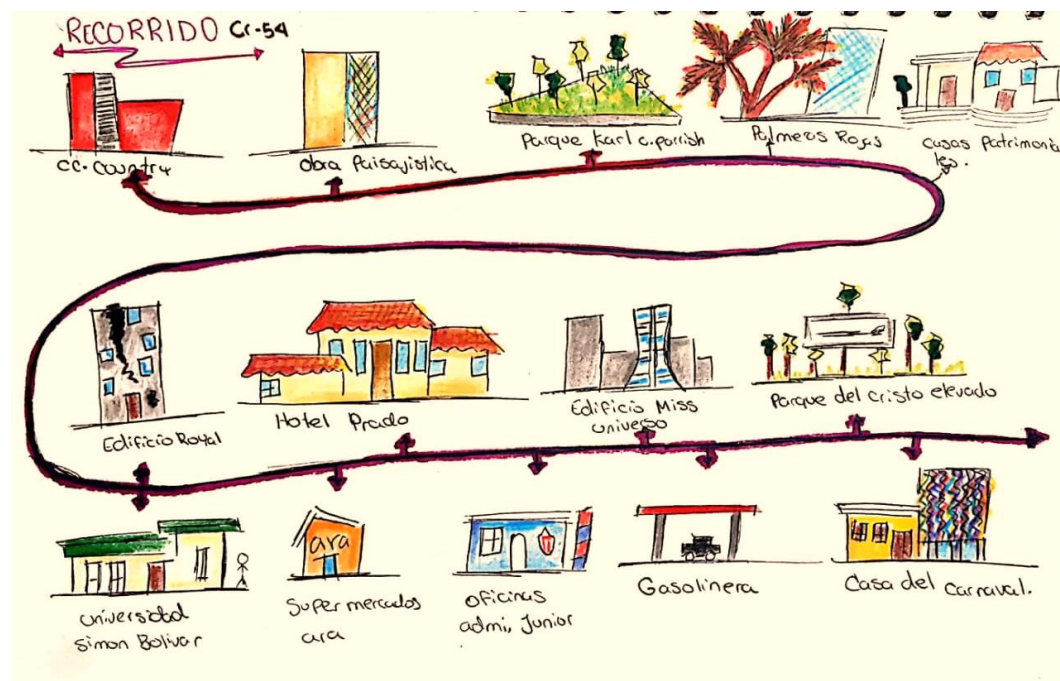 RECORRIDO Cr-54
CC. Country
Obra Paisajistica
Parque Karl c. parrish
Palmeras Rojas
casas Patrimonia
les.
Edificio Royal
Hotel Prado
Edificio Miss
universo
Parque del cristo elevado
ara
universidad
Simon Bolivar
Super mercados
ara
oficinas
admi, Junior
Gasolinera
Casa del carnaval.